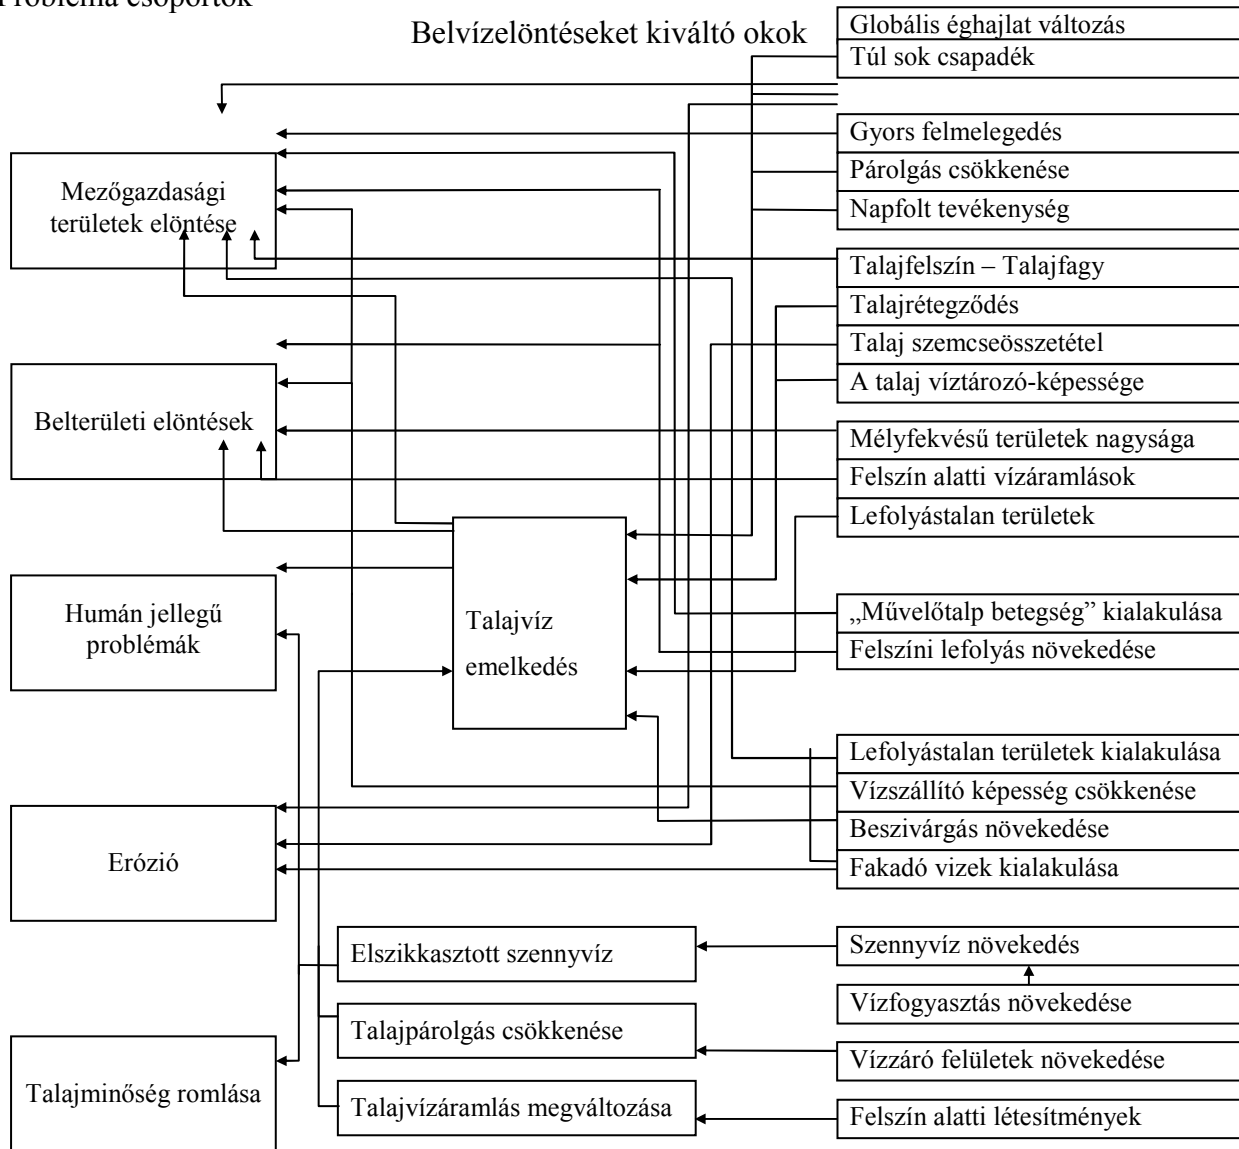 Probléma csoportok
Belvízelöntéseket kiváltó okok
Globális éghajlat változás
Túl sok csapadék
Gyors felmelegedés
Párolgás csökkenése
Napfolt tevékenység
Talajfelszín – Talajfagy
Talajrétegződés
Talaj szemcseösszetétel
A talaj víztározó-képessége
Mélyfekvésű területek nagysága
Felszín alatti vízáramlások
Lefolyástalan területek
„Művelőtalp betegség” kialakulása
Felszíni lefolyás növekedése
Lefolyástalan területek kialakulása
Vízszállító képesség csökkenése
Beszivárgás növekedése
Fakadó vizek kialakulása
Szennyvíz növekedés
Vízfogyasztás növekedése
Vízzáró felületek növekedése
Felszín alatti létesítmények
Mezőgazdasági
területek elöntése
Belterületi elöntések
Humán jellegű
problémák
Erózió
Talajminőség romlása
Talajvíz
emelkedés
Elszikkasztott szennyvíz
Talajpárolgás csökkenése
Talajvízáramlás megváltozása